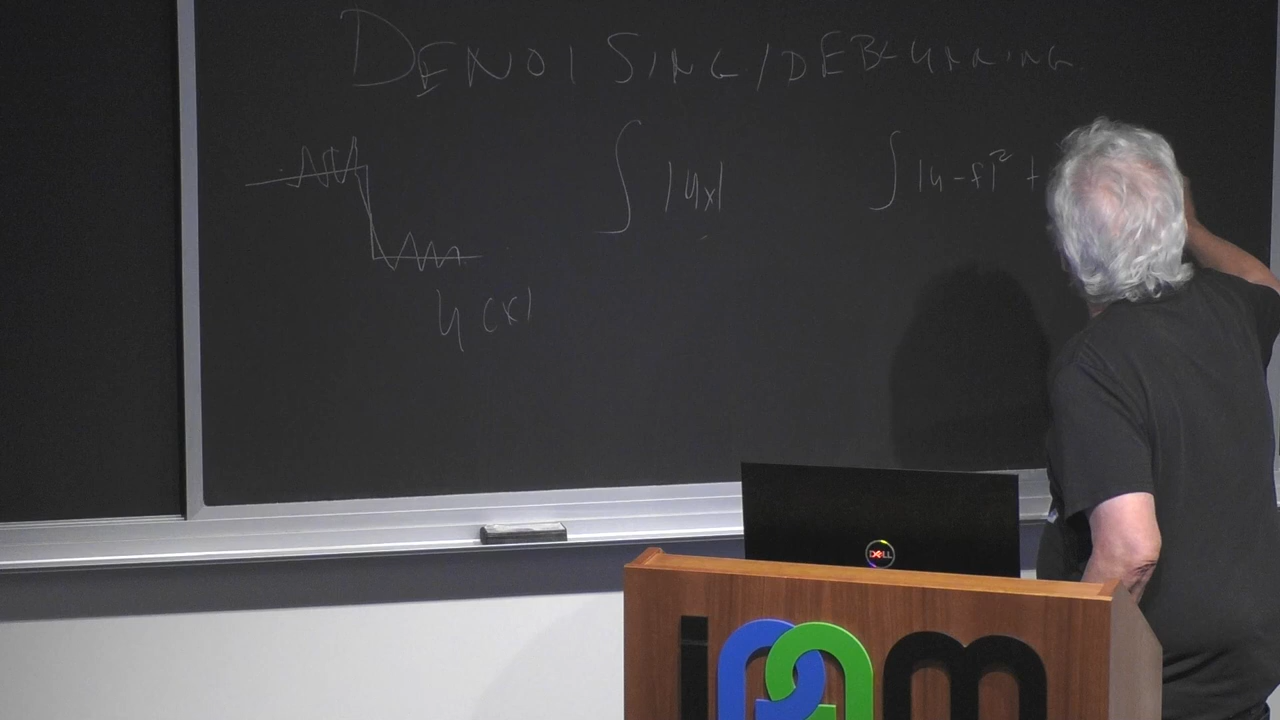 DENOISING/DEBLURRING
∫ |u_x| ∫ |u-f|² +
u(x)
DELL
ipam